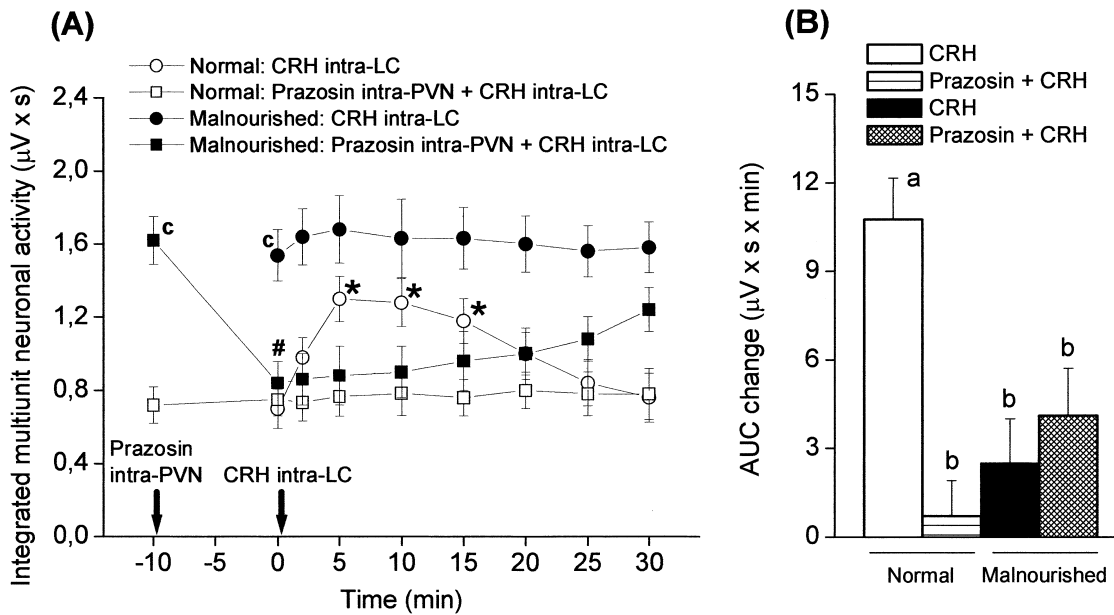 (A)
Normal: CRH intra-LC
Normal: Prazosin intra-PVN + CRH intra-LC
Malnourished: CRH intra-LC
Malnourished: Prazosin intra-PVN + CRH intra-LC
Integrated multiunit neuronal activity (μV x s)
2,4
2,0
1,6
1,2
0,8
0,4
0,0
c
c
#
*
*
*
Prazosin
intra-PVN
CRH intra-LC
-10
-5
0
5
10
15
20
25
30
Time (min)
(B)
CRH
Prazosin + CRH
CRH
Prazosin + CRH
AUC change (μV x s x min)
15
12
9
6
3
0
a
b
b
b
Normal
Malnourished